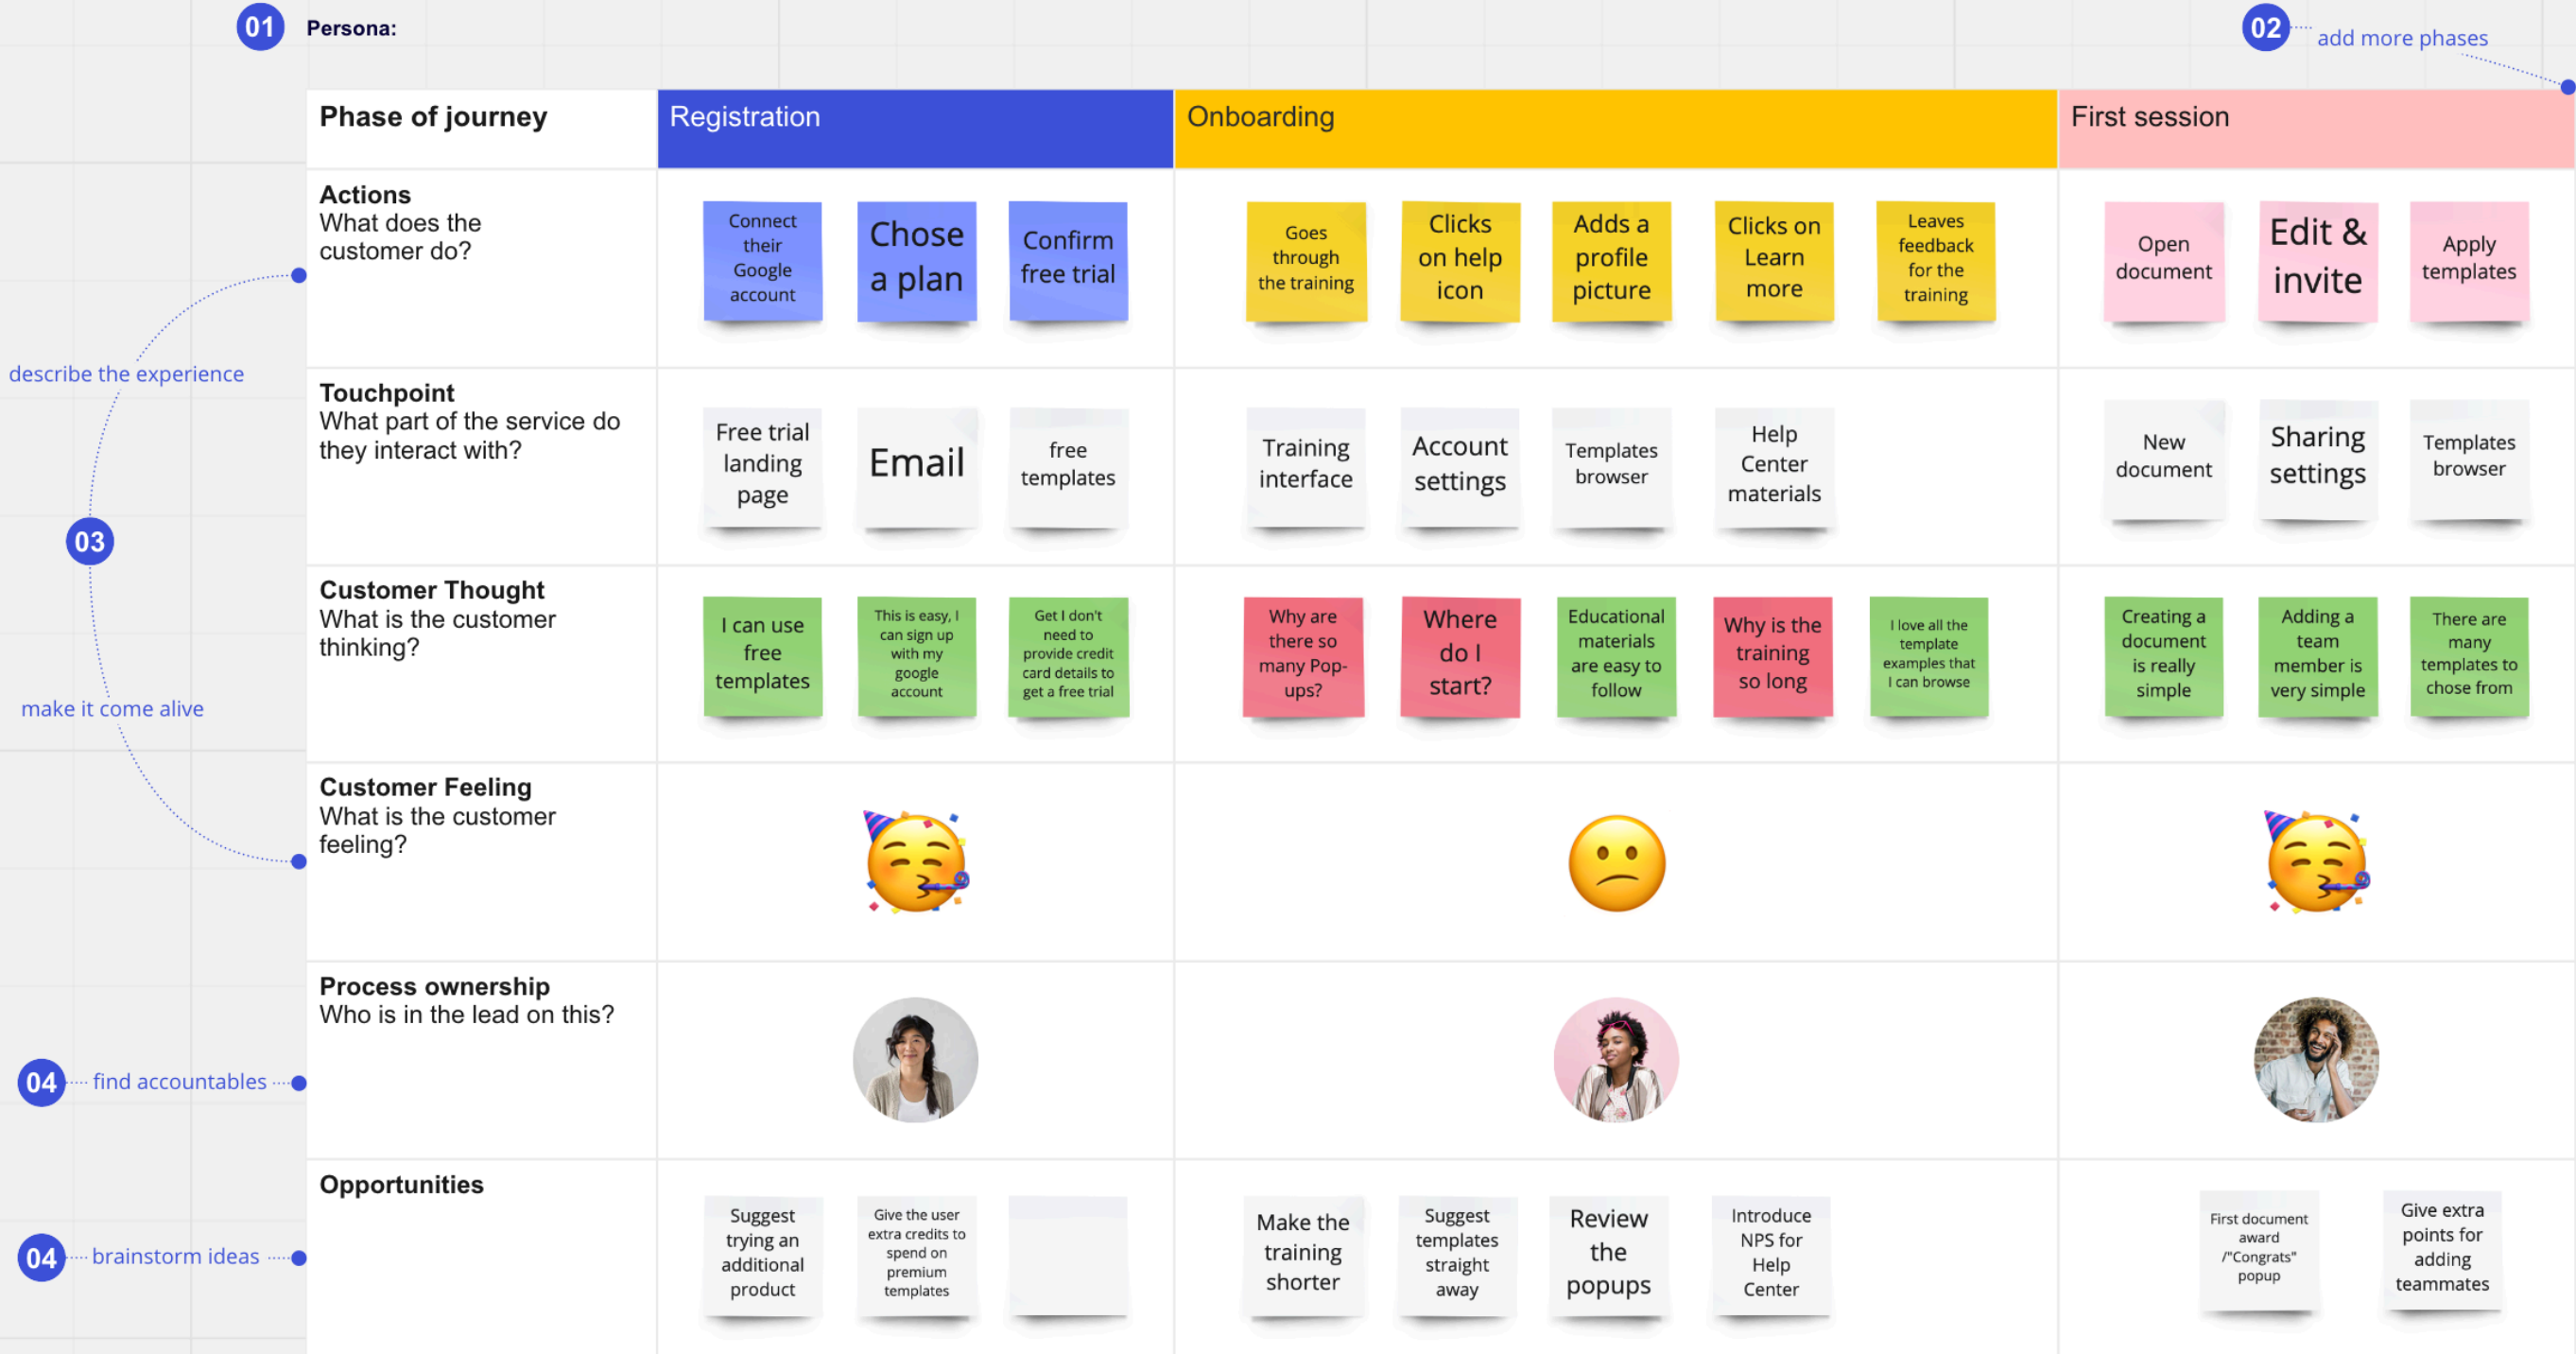 01 Persona:
02 add more phases
Phase of journey
Registration
Onboarding
First session
Actions
What does the
customer do?
Connect
their
Google
account
Chose
a plan
Confirm
free trial
Goes
through
the training
Clicks
on help
icon
Adds a
profile
picture
Clicks on
Learn
more
Leaves
feedback
for the
training
Open
document
Edit &
invite
Apply
templates
describe the experience
Touchpoint
What part of the service do
they interact with?
Free trial
landing
page
Email
free
templates
Training
interface
Account
settings
Templates
browser
Help
Center
materials
New
document
Sharing
settings
Templates
browser
03
Customer Thought
What is the customer
thinking?
I can use
free
templates
This is easy, I
can sign up
with my
google
account
Get I don't
need to
provide credit
card details to
get a free trial
Why are
there so
many Pop-
ups?
Where
do I
start?
Educational
materials
are easy to
follow
Why is the
training
so long
I love all the
template
examples that
I can browse
Creating a
document
is really
simple
Adding a
team
member is
very simple
There are
many
templates to
chose from
make it come alive
Customer Feeling
What is the customer
feeling?
Process ownership
Who is in the lead on this?
04 find accountables
Opportunities
Suggest
trying an
additional
product
Give the user
extra credits to
spend on
premium
templates
Make the
training
shorter
Suggest
templates
straight
away
Review
the
popups
Introduce
NPS for
Help
Center
First document
award
/"Congrats"
popup
Give extra
points for
adding
teammates
04 brainstorm ideas